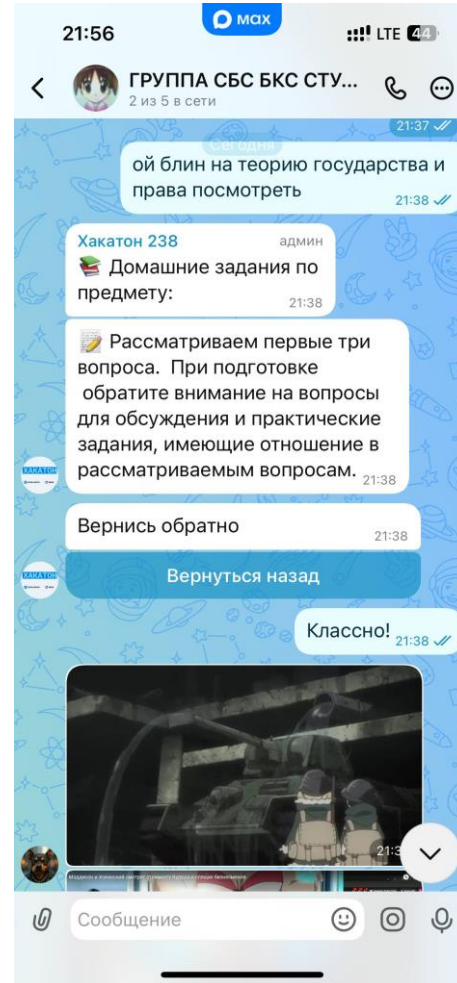 21:56
max
LTE 44
ГРУППА СБС БКС СТУ...
2 из 5 в сети
21:37
Сегодня
ой блин на теорию государства и
права посмотреть
21:38
Хакатон 238 админ
Домашние задания по
предмету:
21:38
Рассматриваем первые три
вопроса. При подготовке
обратите внимание на вопросы
для обсуждения и практические
задания, имеющие отношение в
рассматриваемым вопросам.
21:38
ХАКАТОН
Вернись обратно
21:38
ХАКАТОН
Вернуться назад
Классно!
21:38
Сообщение